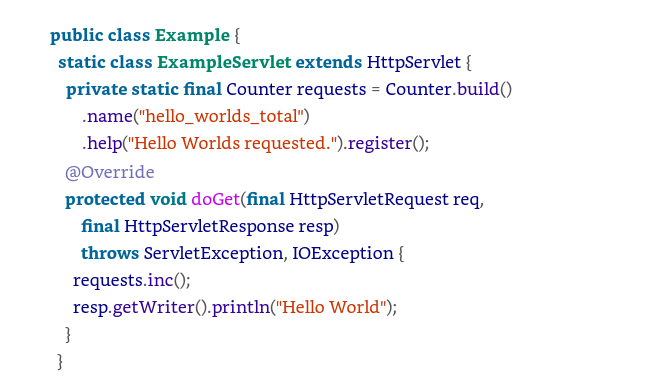 public class Example {
static class ExampleServlet extends HttpServlet {
private static final Counter requests = Counter.build()
.name("hello_worlds_total")
.help("Hello Worlds requested.").register();
@Override
protected void doGet(final HttpServletRequest req,
final HttpServletResponse resp)
throws ServletException, IOException {
requests.inc();
resp.getWriter().println("Hello World");
}
}